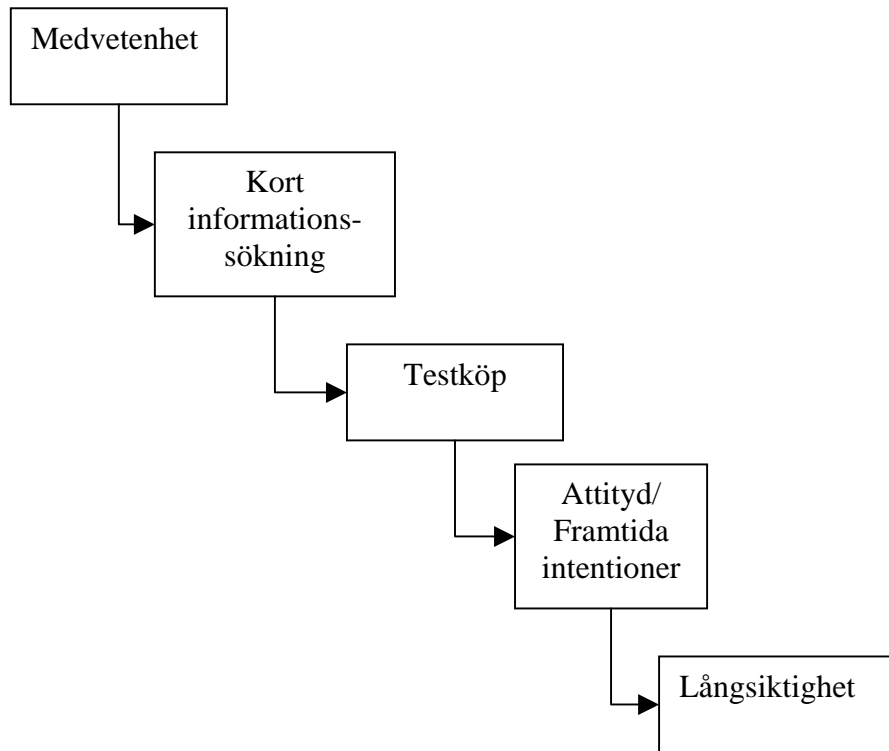 Medvetenhet
Kort
informations-
sökning
Testköp
Attityd/
Framtida
intentioner
Långsiktighet